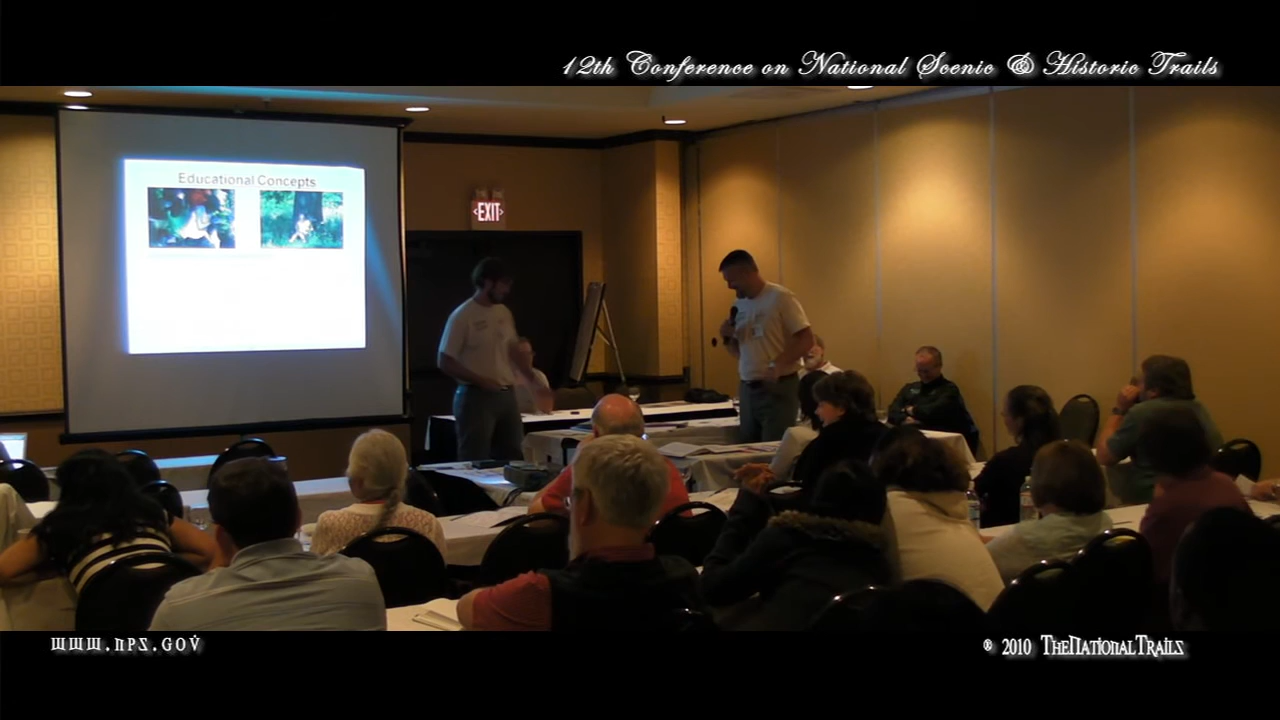 12th Conference on National Scenic & Historic Trails
Educational Concepts
EXIT
WWW.NPS.GOV
® 2010 TheNationalTrails